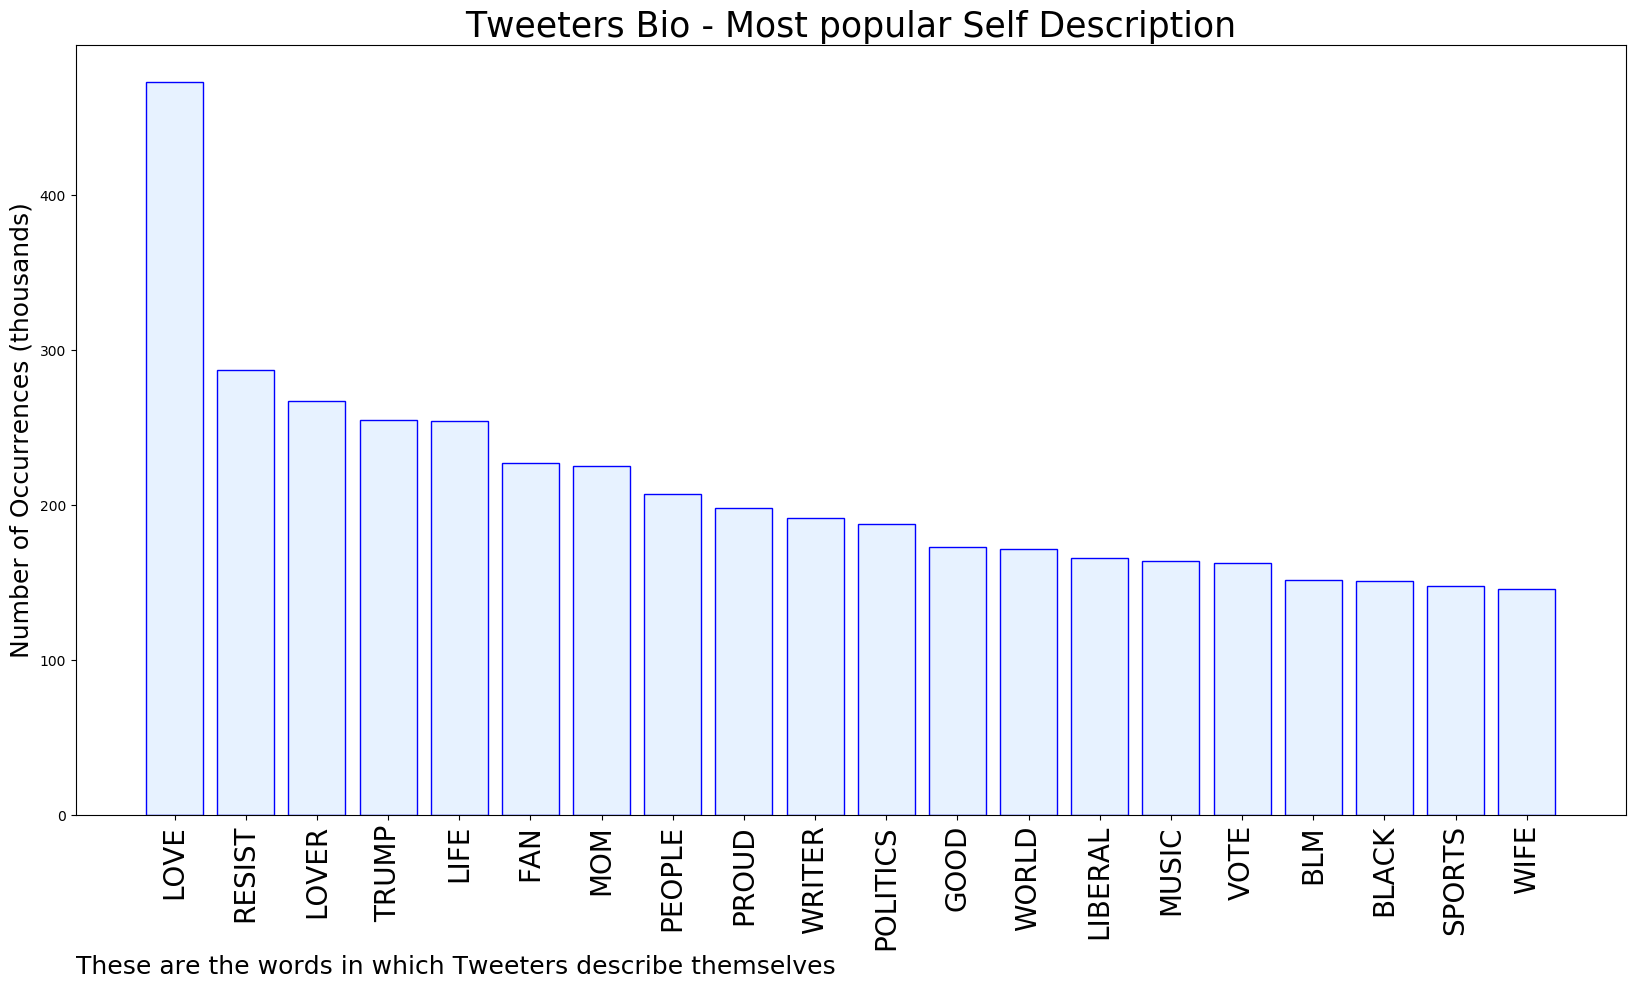 Tweeters Bio - Most popular Self Description
Number of Occurrences (thousands)
400
300
200
100
0
LOVE
RESIST
LOVER
TRUMP
LIFE
FAN
MOM
PEOPLE
PROUD
WRITER
POLITICS
GOOD
WORLD
LIBERAL
MUSIC
VOTE
BLM
BLACK
SPORTS
WIFE
These are the words in which Tweeters describe themselves